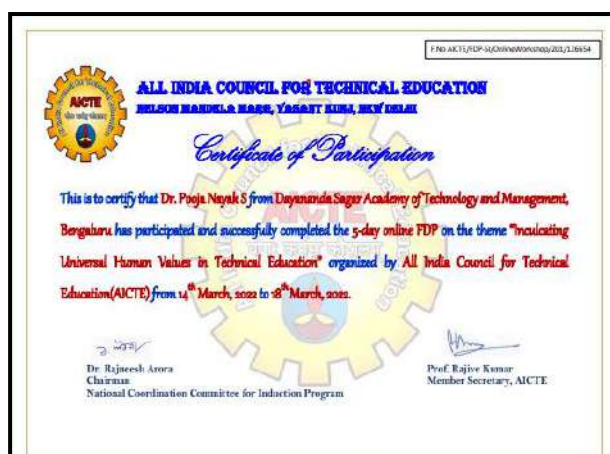 F.No AICTE/FDP-SI/OnlineWorkshop/201/136654
ALL INDIA COUNCIL FOR TECHNICAL EDUCATION
NELSON MANDELA MARG, VASANT KUNJ, NEW DELHI
AICTE
Certificate of Participation
This is to certify that Dr. Pooja Nayak S from Dayananda Sagar Academy of Technology and Management,
Bengaluru has participated and successfully completed the 5-day online FDP on the theme "Inculcating
Universal Human Values in Technical Education" organized by All India Council for Technical
Education(AICTE) from 14th March, 2022 to 18th March, 2022.
Dr. Rajneesh Arora
Chairman
National Coordination Committee for Induction Program
Prof. Rajive Kumar
Member Secretary, AICTE